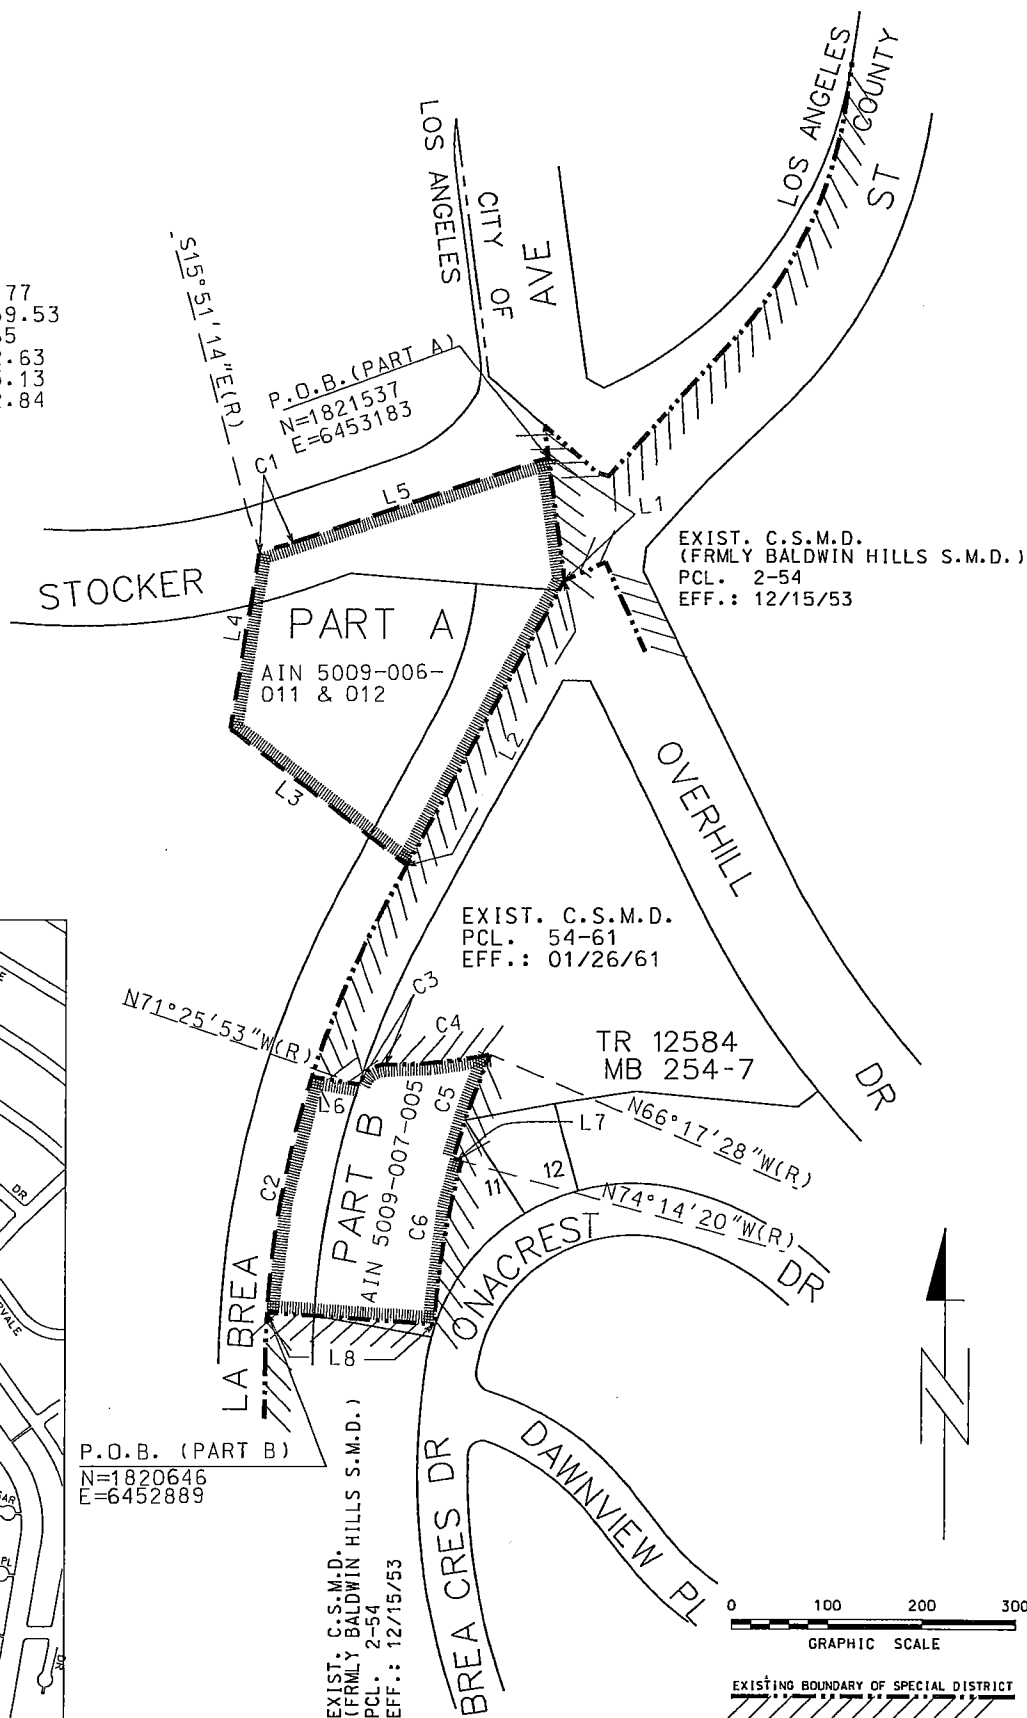 LOS ANGELES
COUNTY
ST
LOS ANGELES
CITY OF
AVE
S15°51'14"E(R)
77
9.53
5
2.63
5.13
2.84
P.O.B.(PART A)
N=1821537
E=6453183
C1
L5
L1
EXIST. C.S.M.D.
(FRMLY BALDWIN HILLS S.M.D.)
PCL. 2-54
EFF.: 12/15/53
STOCKER
L4
PART A
AIN 5009-006-
011 & 012
L2
L3
OVERHILL
DR
EXIST. C.S.M.D.
PCL. 54-61
EFF.: 01/26/61
N71°25'53"W(R)
C3
C4
TR 12584
MB 254-7
L6
C5
L7
N66°17'28"W(R)
C2
PART B
AIN 5009-007-005
C6
11
12
N74°14'20"W(R)
ONACREST
DR
LA BREA
L8
P.O.B. (PART B)
N=1820646
E=6452889
EXIST. C.S.M.D.
(FRMLY BALDWIN HILLS S.M.D.)
PCL. 2-54
EFF.: 12/15/53
BREA CRES DR
DAWNVIEW PL
DR
PL
DR
N
0 100 200 300
GRAPHIC SCALE
EXISTING BOUNDARY OF SPECIAL DISTRICT